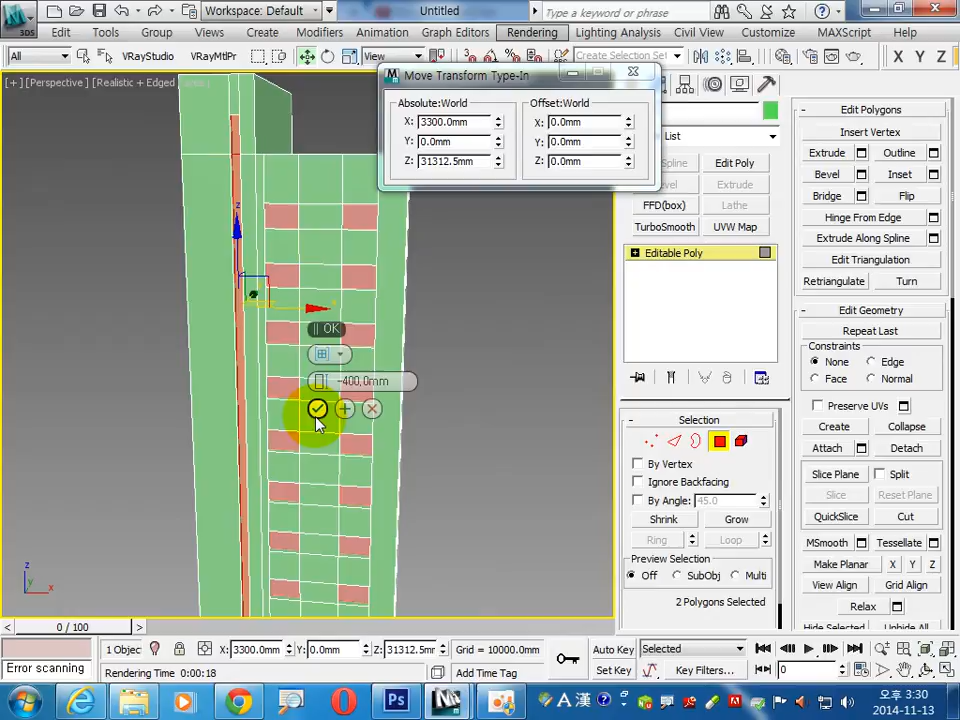 Workspace: Default
Untitled
Type a keyword or phrase
3DS
Edit Tools Group Views Create Modifiers Animation Graph Editors Rendering Lighting Analysis Civil View Customize MAXScript Help
All
VRayStudio VRayMtlPr
View
Create Selection Se
X Y Z
[+] [Perspective] [Realistic + Edged
Move Transform Type-In
Absolute:World
X: 3300.0mm
Y: 0.0mm
Z: 31312.5mm
Offset:World
X: 0.0mm
Y: 0.0mm
Z: 0.0mm
z
OK
-400.0mm
z
y x
List
Edit Poly
Extrude
FFD(box) Lathe
TurboSmooth UVW Map
Editable Poly
Selection
By Vertex
Ignore Backfacing
By Angle: 45.0
Shrink Grow
Ring Loop
Preview Selection
Off SubObj Multi
2 Polygons Selected
Edit Polygons
Insert Vertex
Extrude Outline
Bevel Inset
Bridge Flip
Hinge From Edge
Extrude Along Spline
Edit Triangulation
Retriangulate Turn
Edit Geometry
Repeat Last
Constraints
None Edge
Face Normal
Preserve UVs
Create Collapse
Attach Detach
Slice Plane Split
Slice Reset Plane
QuickSlice Cut
MSmooth Tessellate
Make Planar X Y Z
View Align Grid Align
Relax
Hide Selected Unhide All
< 0 / 100 >
1 Objec X: 3300.0mm Y: 0.0mm Z: 31312.5mm Grid = 10000.0mm
Auto Key Selected
Error scanning
Rendering Time 0:00:18
Add Time Tag
Set Key Key Filters...
0
Ps
A 漢
오후 3:30
2014-11-13